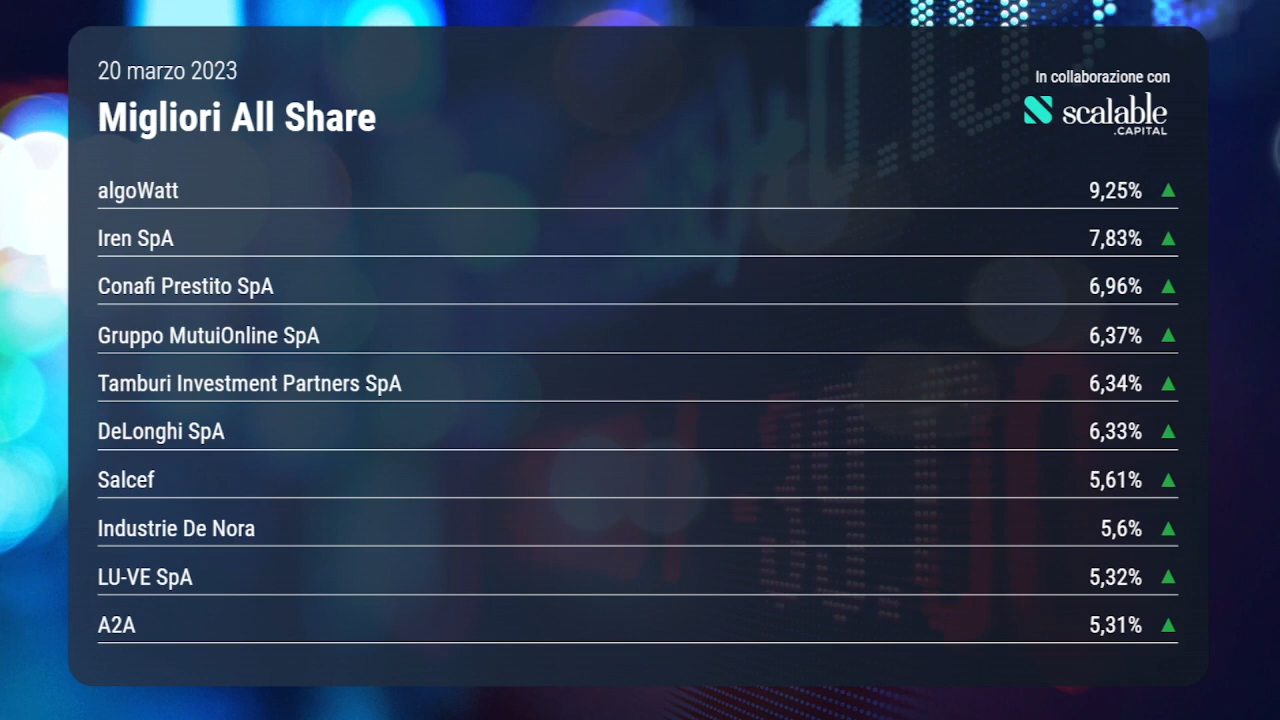 20 marzo 2023
Migliori All Share
In collaborazione con
scalable
.CAPITAL
algoWatt 9,25% ▲
Iren SpA 7,83% ▲
Conafi Prestito SpA 6,96% ▲
Gruppo MutuiOnline SpA 6,37% ▲
Tamburi Investment Partners SpA 6,34% ▲
DeLonghi SpA 6,33% ▲
Salcef 5,61% ▲
Industrie De Nora 5,6% ▲
LU-VE SpA 5,32% ▲
A2A 5,31% ▲